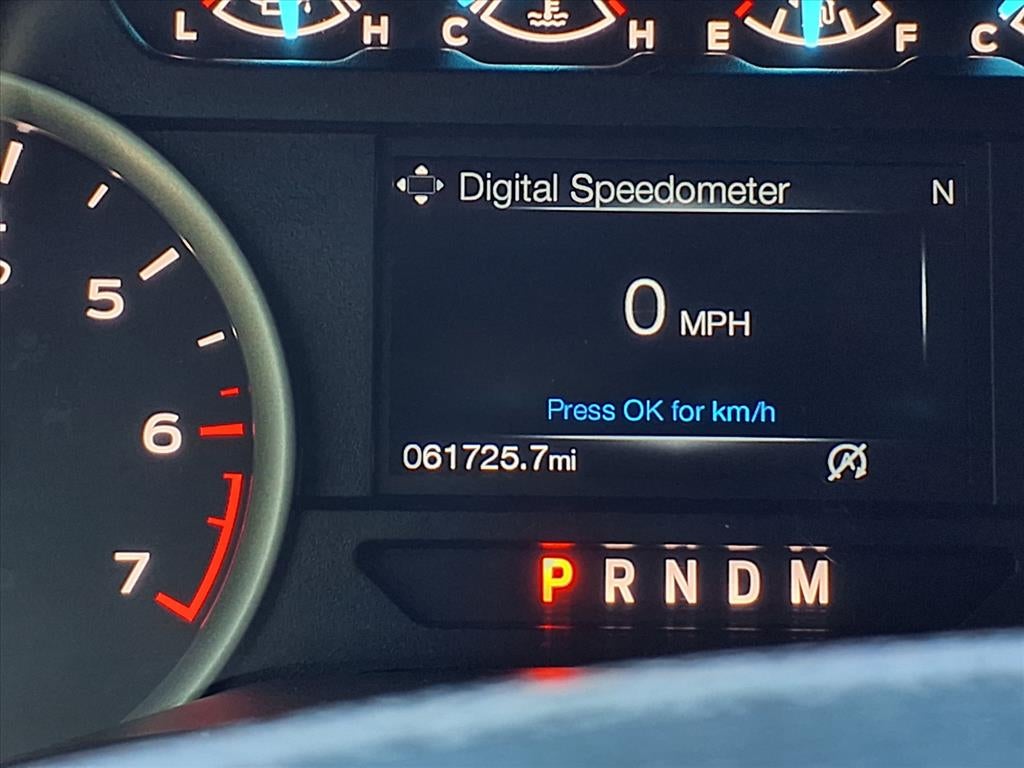 L H C H E F C
Digital Speedometer N
5
0 MPH
Press OK for km/h
6
061725.7mi
7
P R N D M